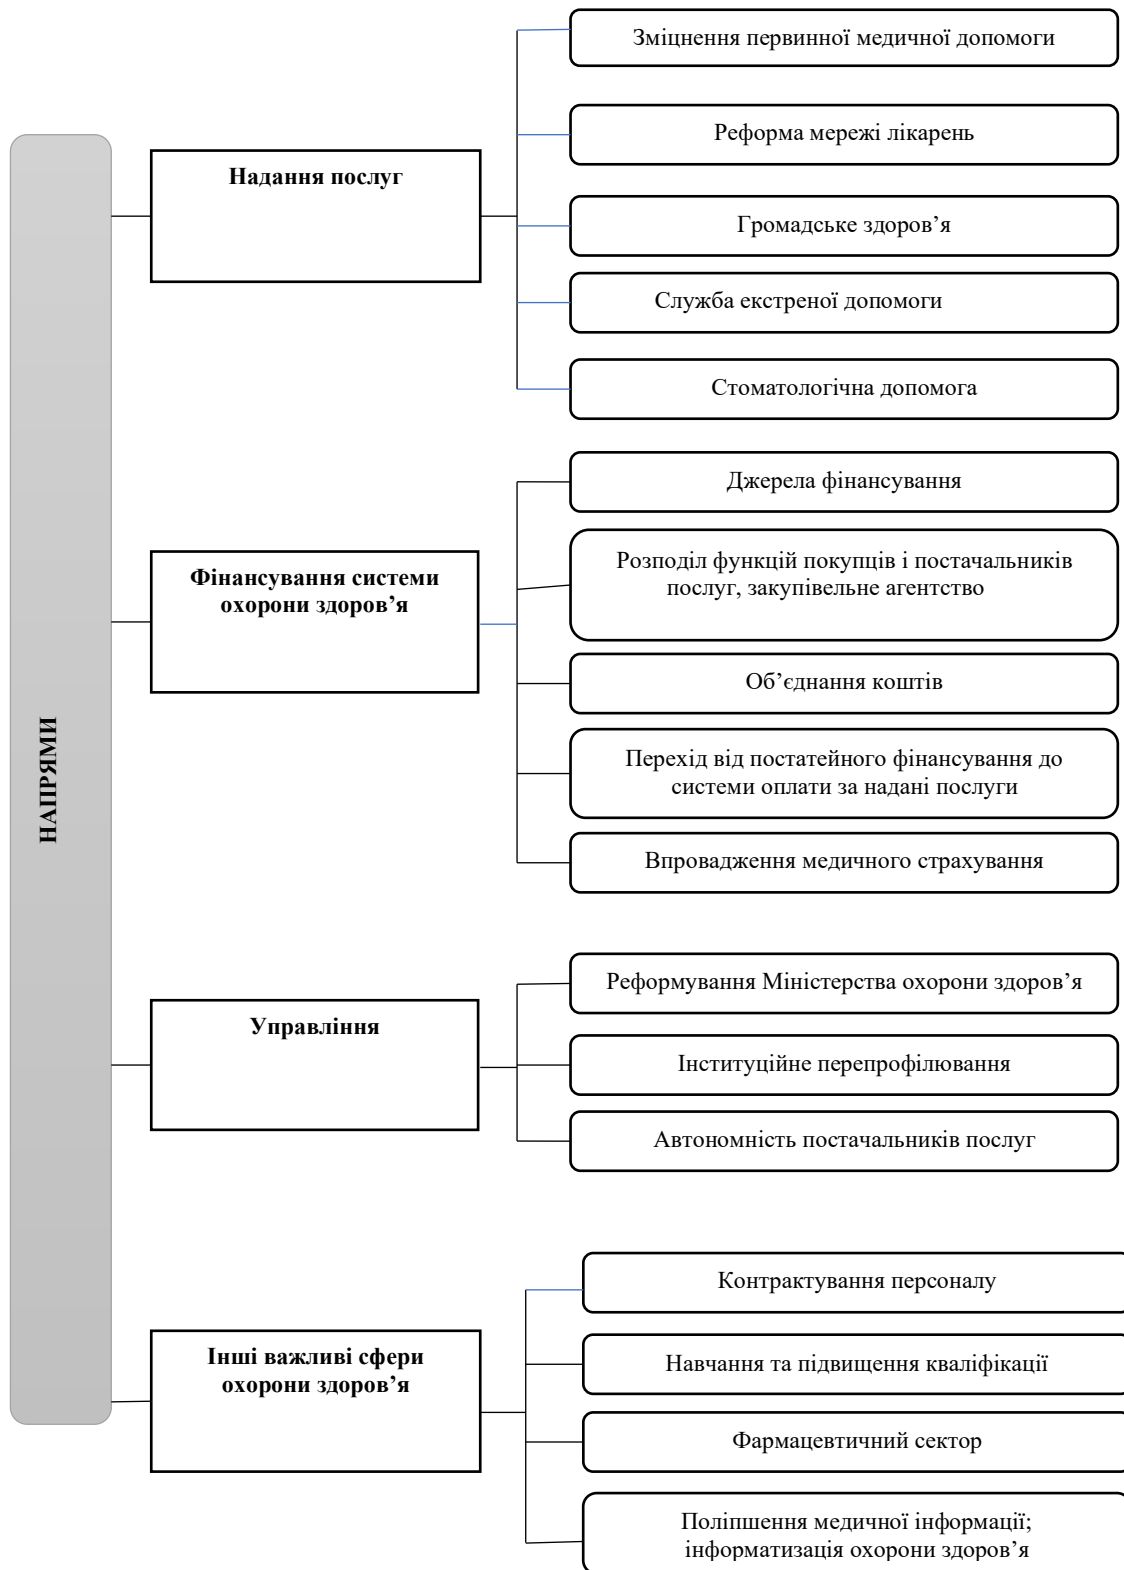 НАПРЯМИ
Надання послуг
Зміцнення первинної медичної допомоги
Реформа мережі лікарень
Громадське здоров’я
Служба екстреної допомоги
Стоматологічна допомога
Фінансування системи
охорони здоров’я
Джерела фінансування
Розподіл функцій покупців і постачальників
послуг, закупівельне агентство
Об’єднання коштів
Перехід від постатейного фінансування до
системи оплати за надані послуги
Впровадження медичного страхування
Управління
Реформування Міністерства охорони здоров’я
Інституційне перепрофілювання
Автономність постачальників послуг
Інші важливі сфери
охорони здоров’я
Контрактування персоналу
Навчання та підвищення кваліфікації
Фармацевтичний сектор
Поліпшення медичної інформації;
інформатизація охорони здоров’я